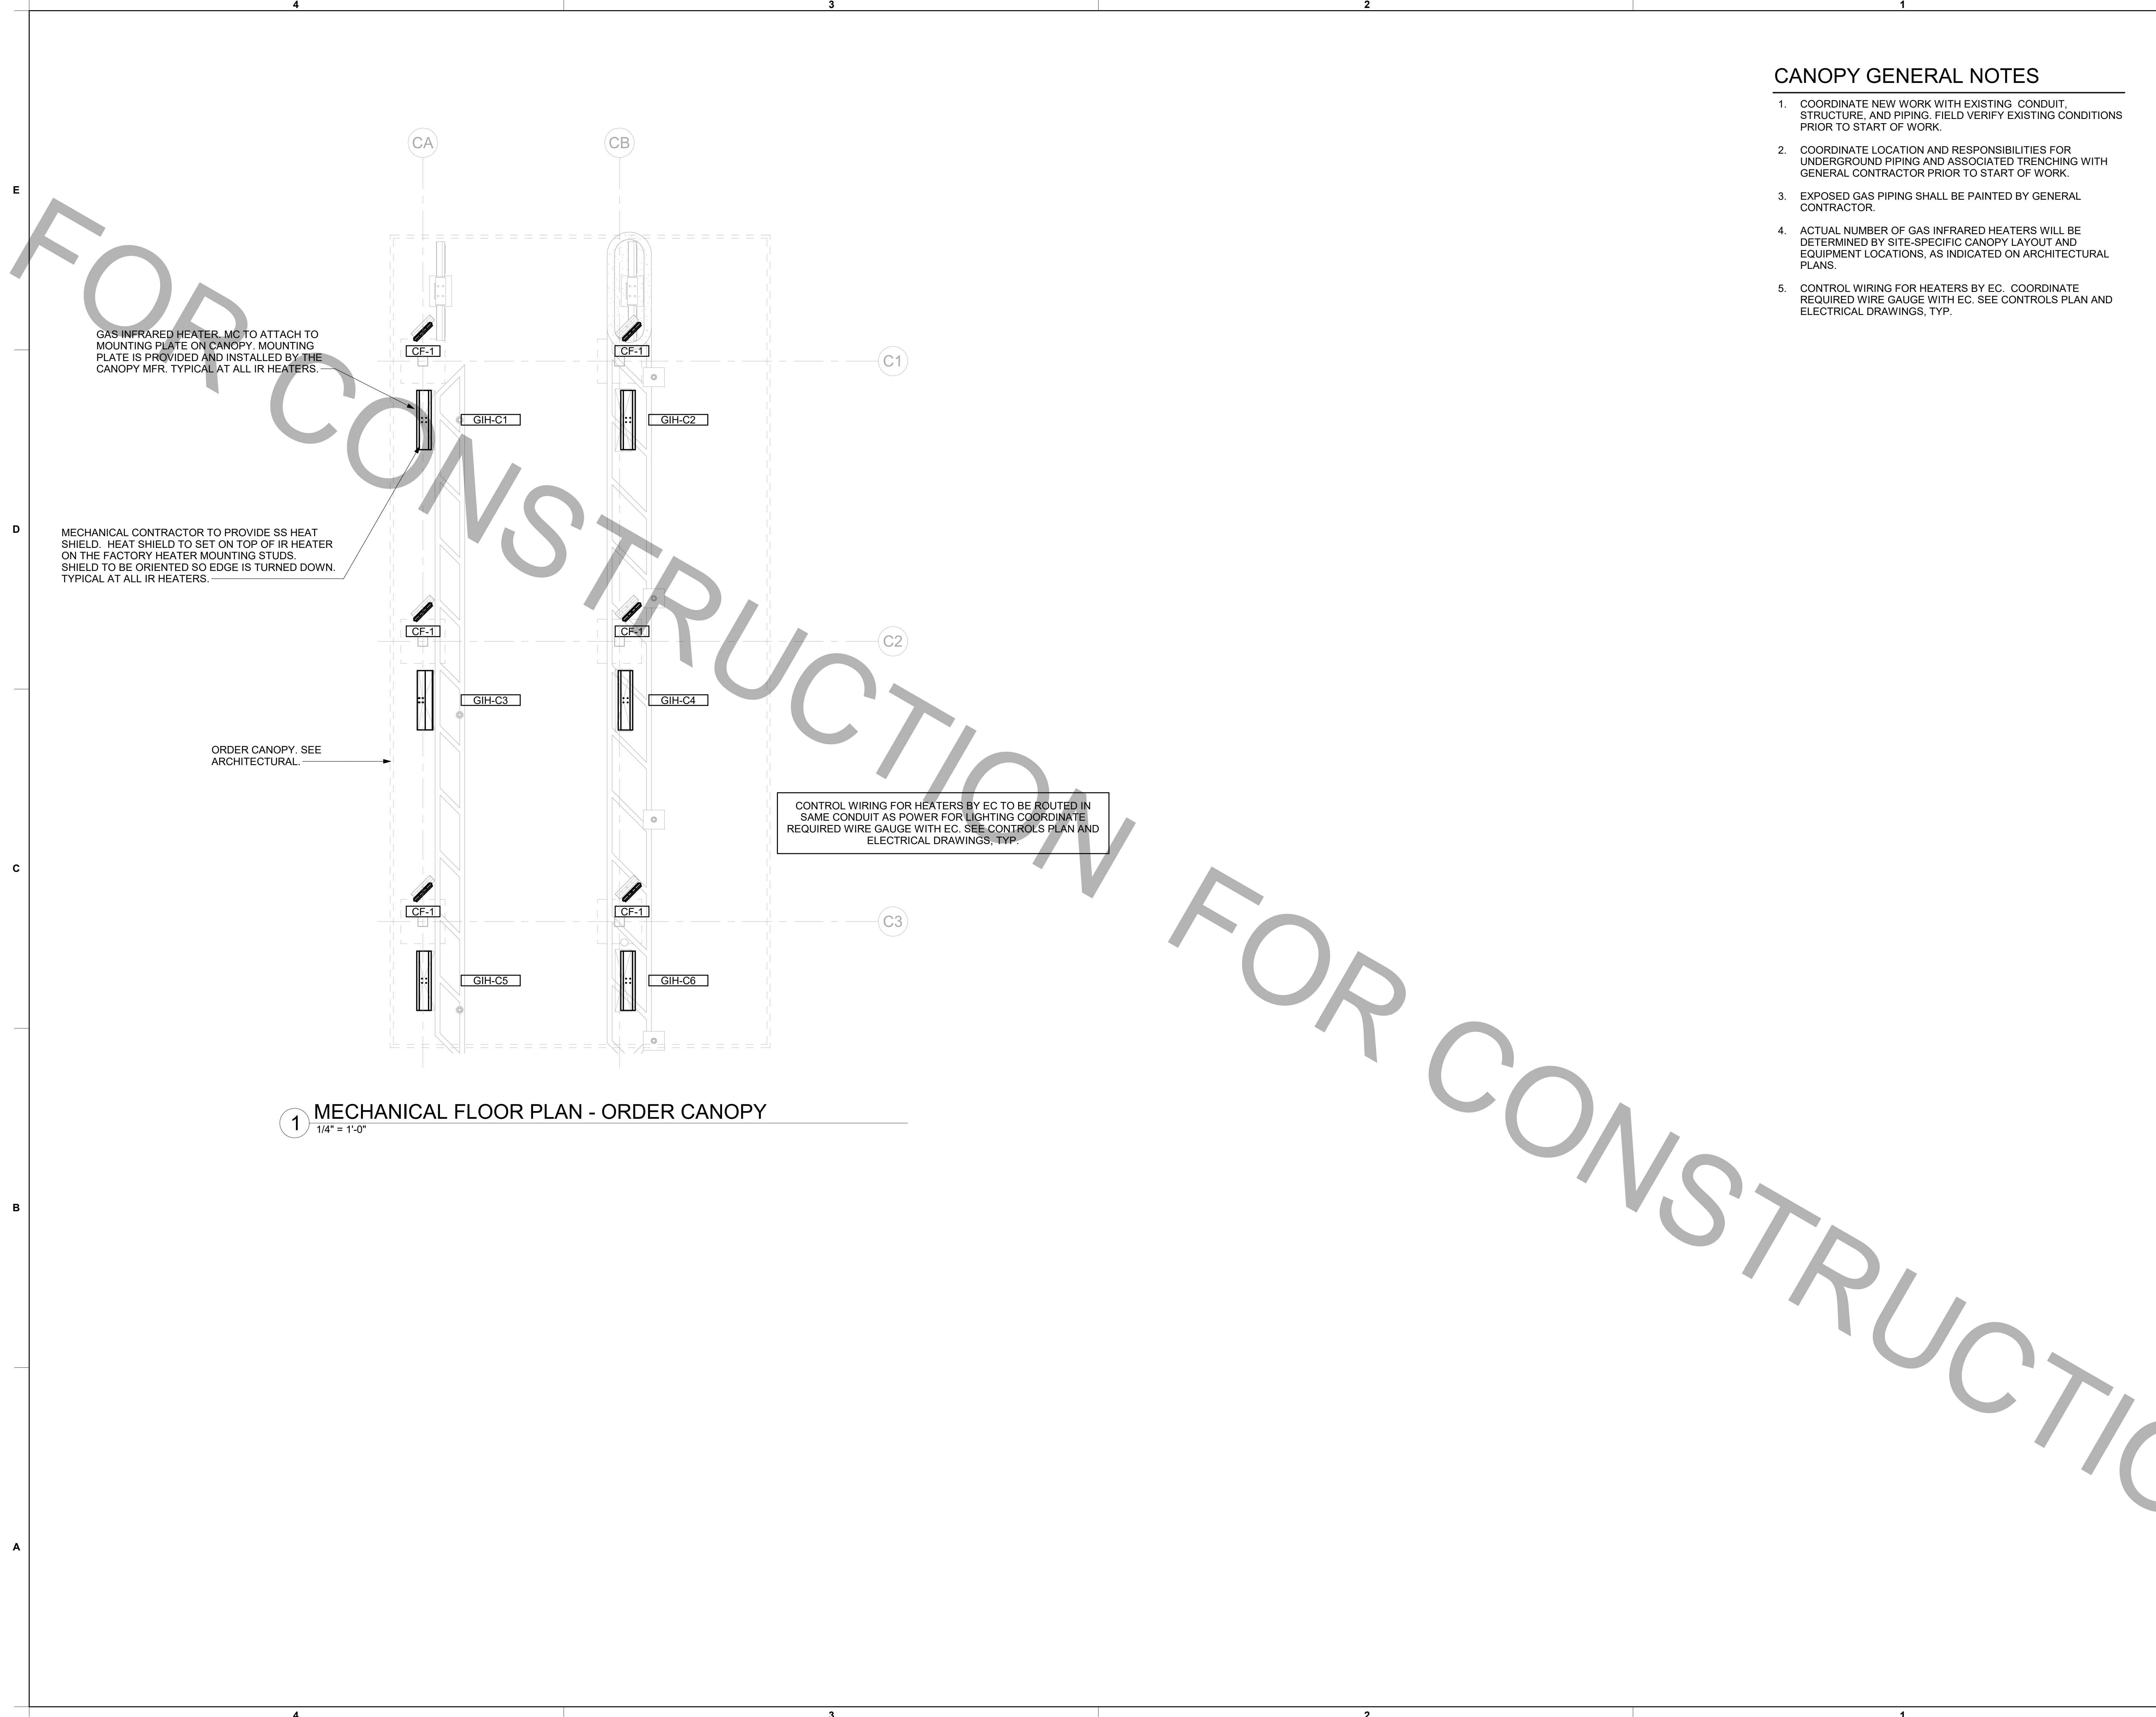 4 3 2 1
CANOPY GENERAL NOTES
1. COORDINATE NEW WORK WITH EXISTING CONDUIT,
STRUCTURE, AND PIPING. FIELD VERIFY EXISTING CONDITIONS
PRIOR TO START OF WORK.
2. COORDINATE LOCATION AND RESPONSIBILITIES FOR
UNDERGROUND PIPING AND ASSOCIATED TRENCHING WITH
GENERAL CONTRACTOR PRIOR TO START OF WORK.
3. EXPOSED GAS PIPING SHALL BE PAINTED BY GENERAL
CONTRACTOR.
4. ACTUAL NUMBER OF GAS INFRARED HEATERS WILL BE
DETERMINED BY SITE-SPECIFIC CANOPY LAYOUT AND
EQUIPMENT LOCATIONS, AS INDICATED ON ARCHITECTURAL
PLANS.
5. CONTROL WIRING FOR HEATERS BY EC. COORDINATE
REQUIRED WIRE GAUGE WITH EC. SEE CONTROLS PLAN AND
ELECTRICAL DRAWINGS, TYP.
CA CB
E
FOR CONSTRUCTION FOR CONSTRUCTIO
GAS INFRARED HEATER. MC TO ATTACH TO
MOUNTING PLATE ON CANOPY. MOUNTING
PLATE IS PROVIDED AND INSTALLED BY THE
CANOPY MFR. TYPICAL AT ALL IR HEATERS.
CF-1 CF-1
C1
GIH-C1 GIH-C2
D
MECHANICAL CONTRACTOR TO PROVIDE SS HEAT
SHIELD. HEAT SHIELD TO SET ON TOP OF IR HEATER
ON THE FACTORY HEATER MOUNTING STUDS.
SHIELD TO BE ORIENTED SO EDGE IS TURNED DOWN.
TYPICAL AT ALL IR HEATERS.
CF-1 CF-1
C2
GIH-C3 GIH-C4
ORDER CANOPY. SEE
ARCHITECTURAL.
CONTROL WIRING FOR HEATERS BY EC TO BE ROUTED IN
SAME CONDUIT AS POWER FOR LIGHTING COORDINATE
REQUIRED WIRE GAUGE WITH EC. SEE CONTROLS PLAN AND
ELECTRICAL DRAWINGS, TYP.
C
CF-1 CF-1
C3
GIH-C5 GIH-C6
1 MECHANICAL FLOOR PLAN - ORDER CANOPY
1/4" = 1'-0"
B
A
4 3 2 1